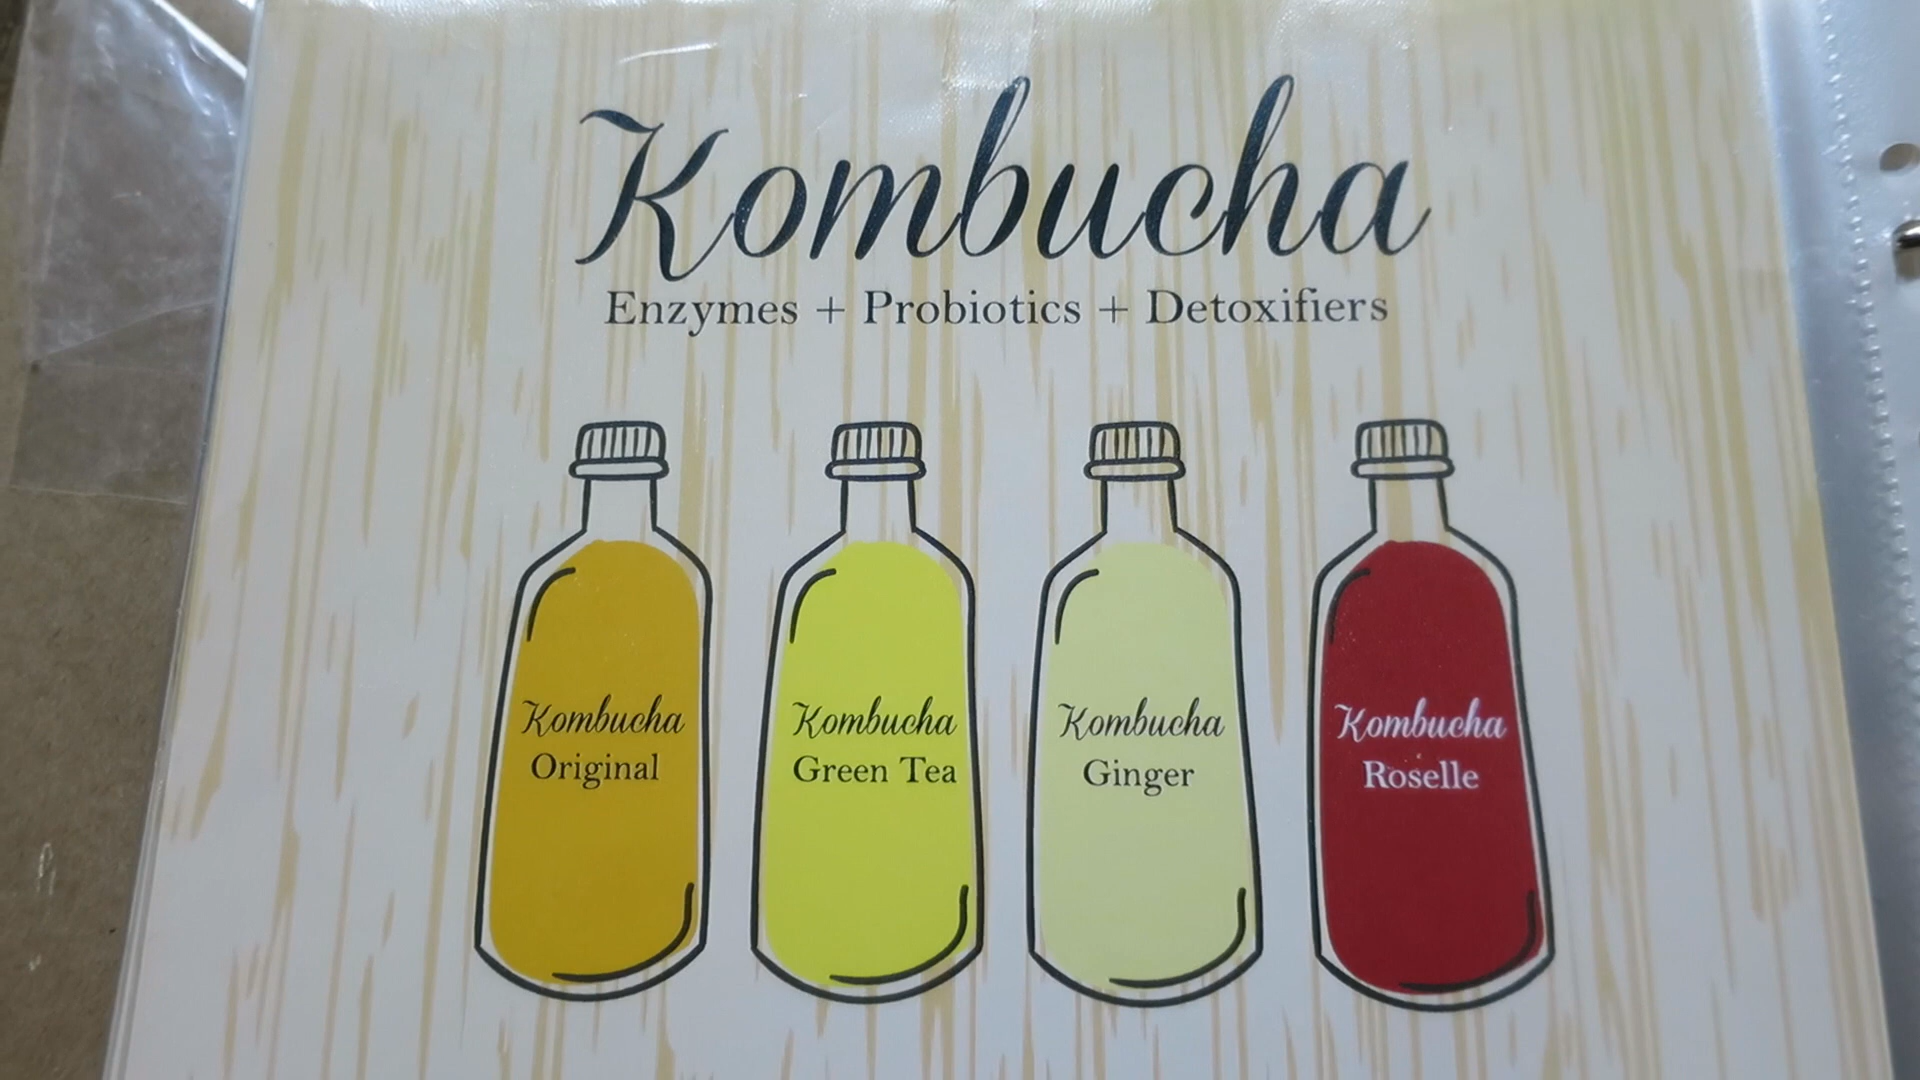 Kombucha
Enzymes + Probiotics + Detoxifiers
Kombucha
Original
Kombucha
Green Tea
Kombucha
Ginger
Kombucha
Roselle